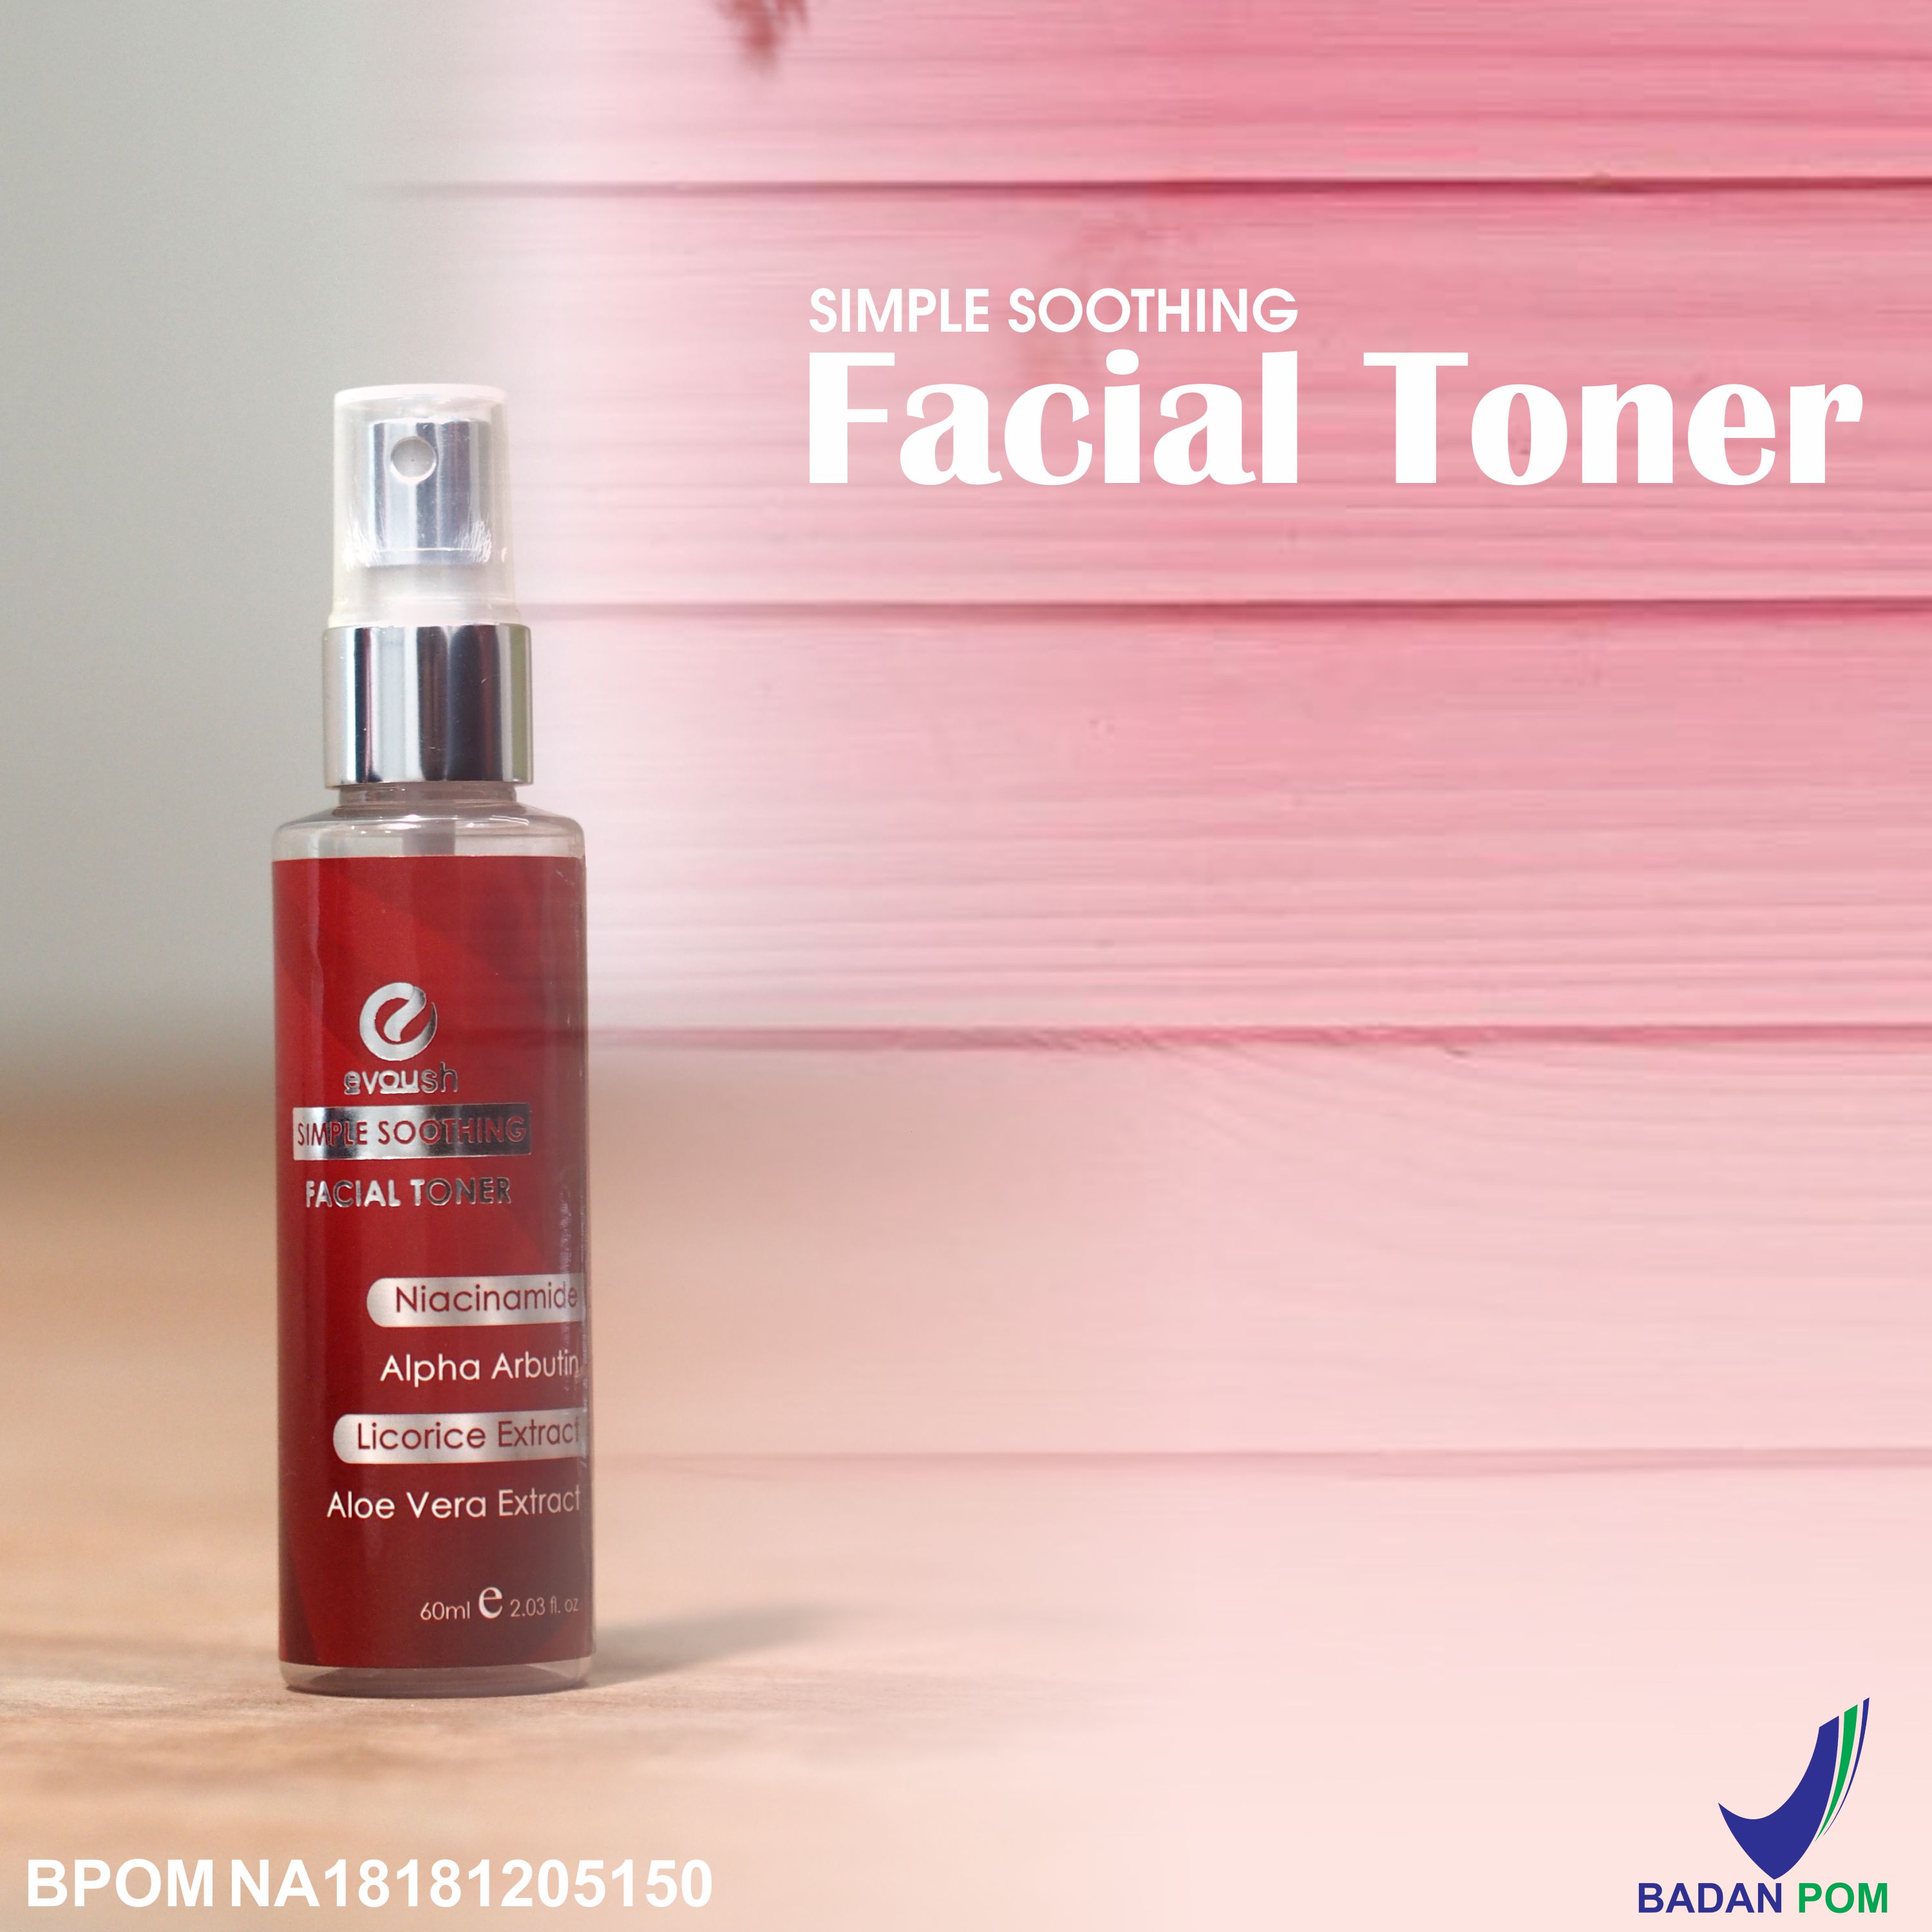 SIMPLE SOOTHING
Facial Toner
evoush
SIMPLE SOOTHING
FACIAL TONER
Niacinamide
Alpha Arbutin
Licorice Extract
Aloe Vera Extract
60ml e 2.03 fl. oz
BPOM NA18181205150
BADAN POM